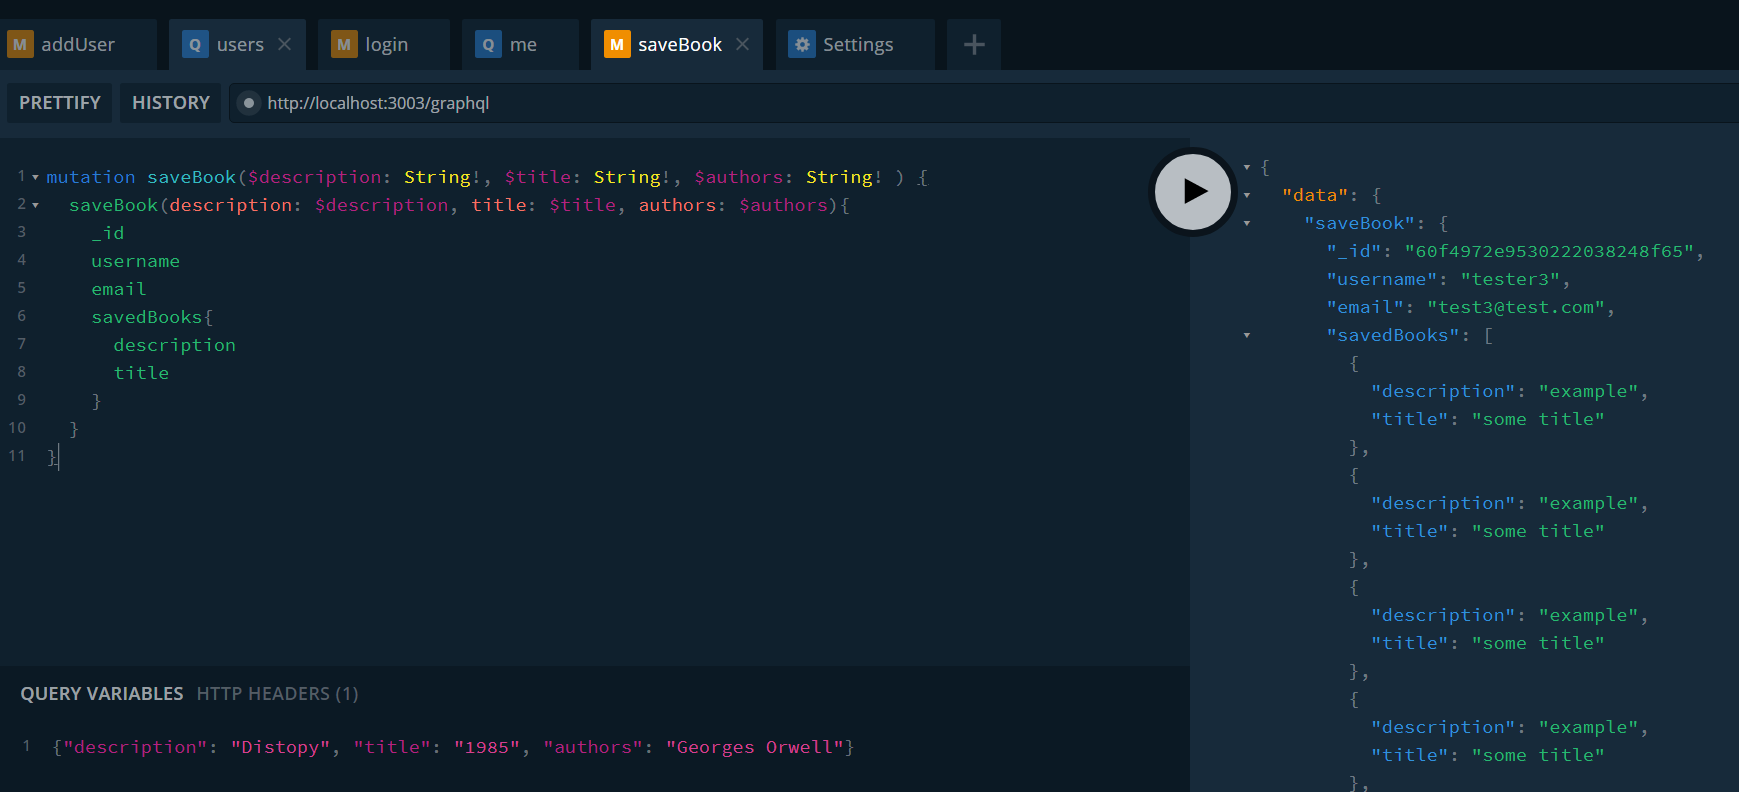 M addUser Q users × M login Q me M saveBook × Settings +
PRETTIFY HISTORY http://localhost:3003/graphql
1 mutation saveBook($description: String!, $title: String!, $authors: String! ) {
2 saveBook(description: $description, title: $title, authors: $authors){
3 _id
4 username
5 email
6 savedBooks{
7 description
8 title
9 }
10 }
11 }
QUERY VARIABLES HTTP HEADERS (1)
1 {"description": "Distopy", "title": "1985", "authors": "Georges Orwell"}
{
"data": {
"saveBook": {
"_id": "60f4972e9530222038248f65",
"username": "tester3",
"email": "test3@test.com",
"savedBooks": [
{
"description": "example",
"title": "some title"
},
{
"description": "example",
"title": "some title"
},
{
"description": "example",
"title": "some title"
},
{
"description": "example",
"title": "some title"
},